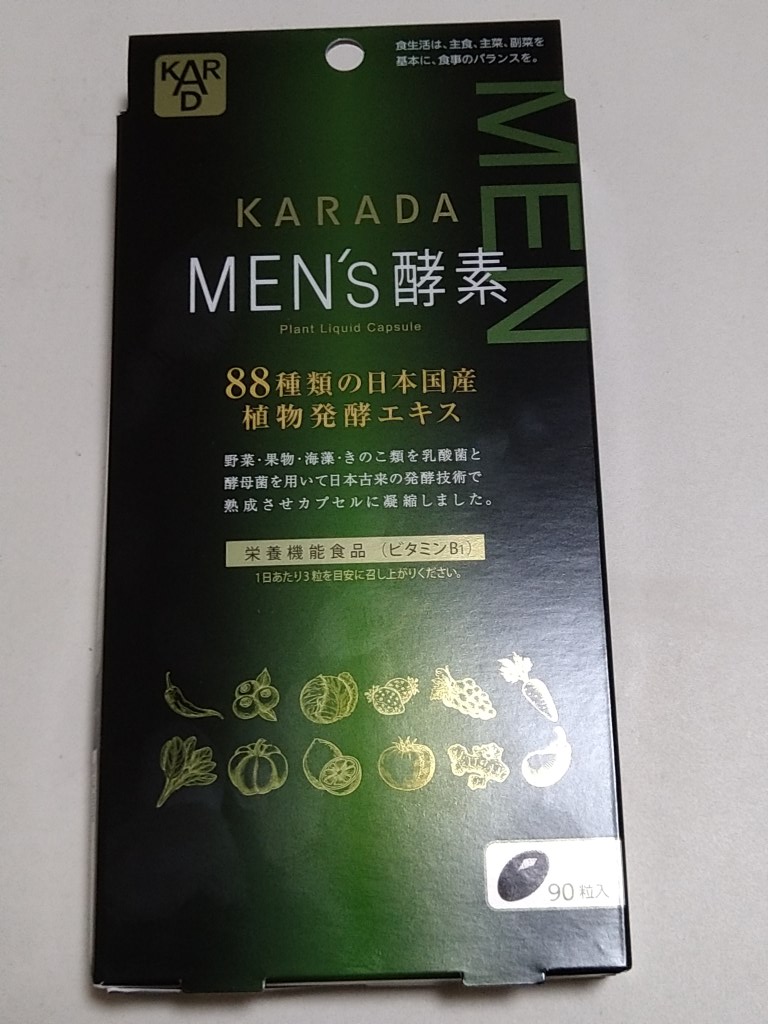 KARAD
食生活は、主食、主菜、副菜を
基本に、食事のバランスを。
MEN
KARADA
MEN'S酵素
Plant Liquid Capsule
88種類の日本国産
植物発酵エキス
野菜・果物・海藻・きのこ類を乳酸菌と
酵母菌を用いて日本古来の発酵技術で
熟成させカプセルに凝縮しました。
栄養機能食品（ビタミンB1）
1日あたり3粒を目安に召し上がりください。
90粒入